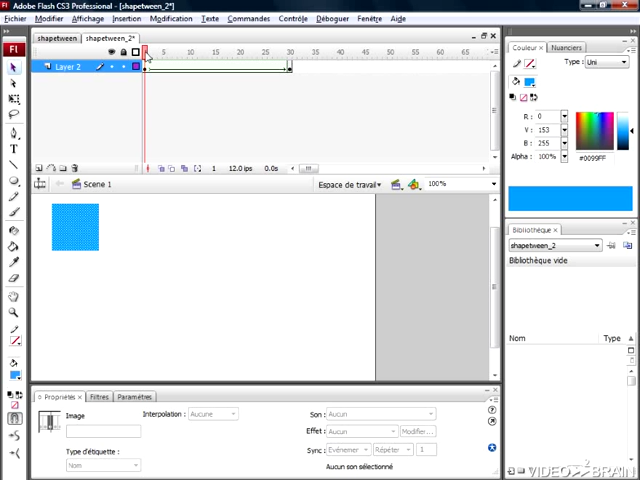 Fl Adobe Flash CS3 Professional - [shapetween_2*]
Fichier Modifier Affichage Insertion Modification Texte Commandes Contrôle Déboguer Fenêtre Aide
shapetween shapetween_2*
5 10 15 20 25 30 35 40 45 50 55 60 65
Layer 2
1 12.0 ips 0.0s
Scene 1 Espace de travail 100%
Fl
Couleur Nuanciers
Type: Uni
R: 0
V: 153
B: 255
Alpha: 100% #0099FF
Bibliothèque
shapetween_2
Bibliothèque vide
Nom Type
Propriétés Filtres Paramètres
Image Interpolation : Aucune Son : Aucun
Effet : Aucun Modifier...
Type d'étiquette : Sync : Événement Répéter 1
Nom Aucun son sélectionné
VIDEO2BRAIN